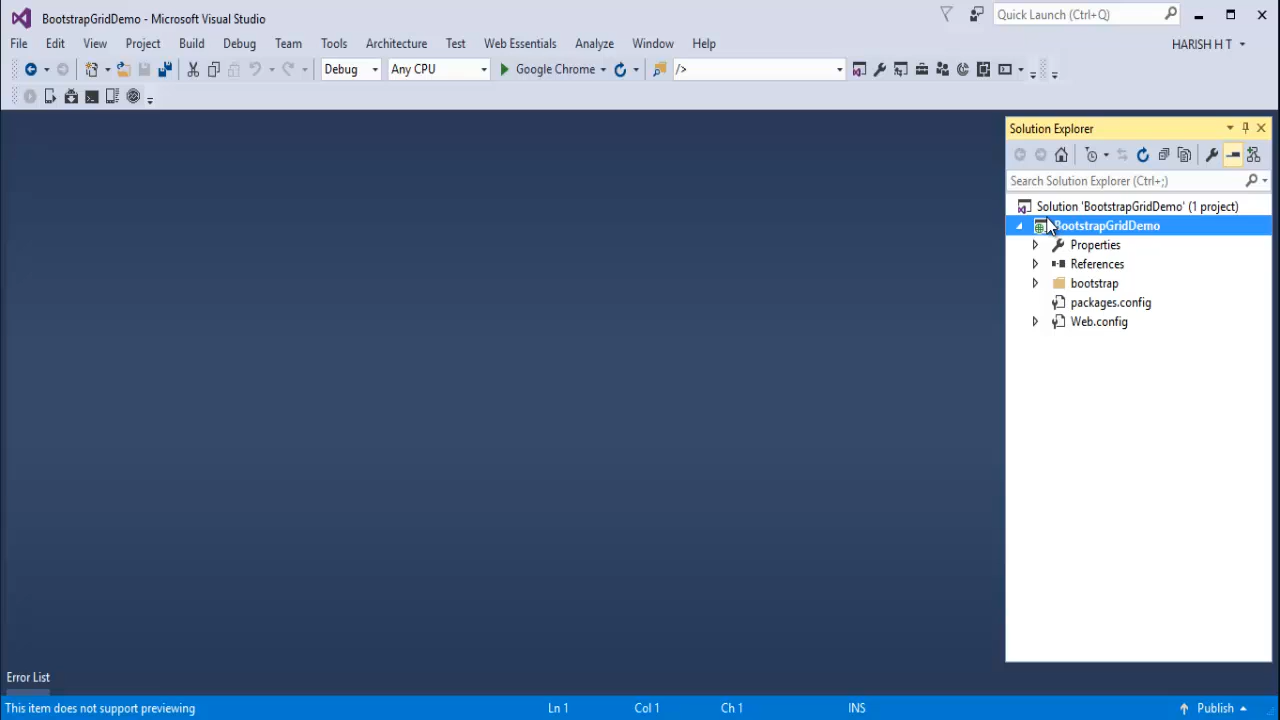 BootstrapGridDemo - Microsoft Visual Studio
Quick Launch (Ctrl+Q)
File Edit View Project Build Debug Team Tools Architecture Test Web Essentials Analyze Window Help
HARISH H T
Debug Any CPU Google Chrome />
Solution Explorer
Search Solution Explorer (Ctrl+;)
Solution 'BootstrapGridDemo' (1 project)
BootstrapGridDemo
Properties
References
bootstrap
packages.config
Web.config
Error List
This item does not support previewing Ln 1 Col 1 Ch 1 INS Publish